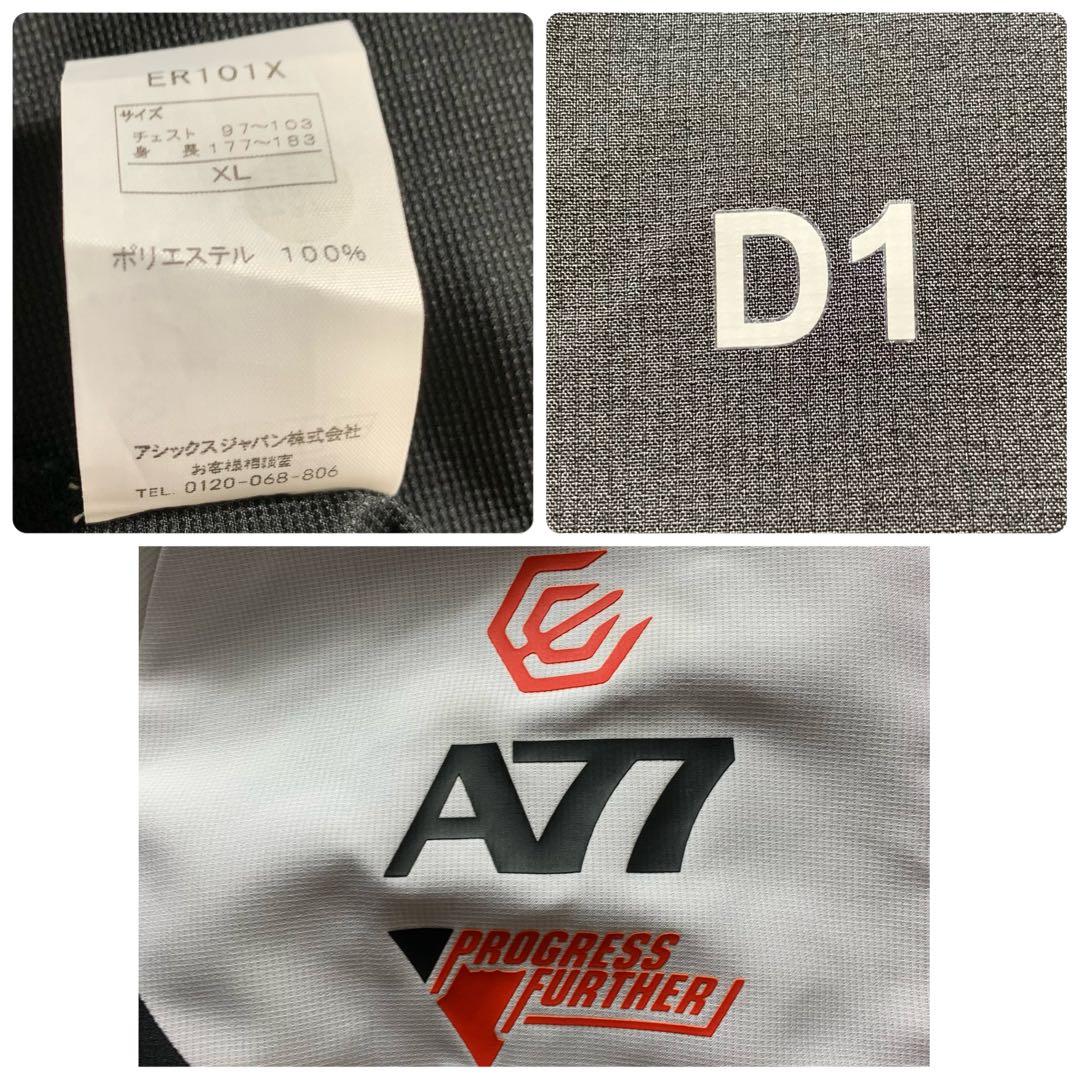 ER101X
サイズ
チェスト 97～103
身長 177～183
XL
ポリエステル 100%
アシックスジャパン株式会社
お客様相談室
TEL. 0120-068-806
D1
A77
PROGRESS
FURTHER